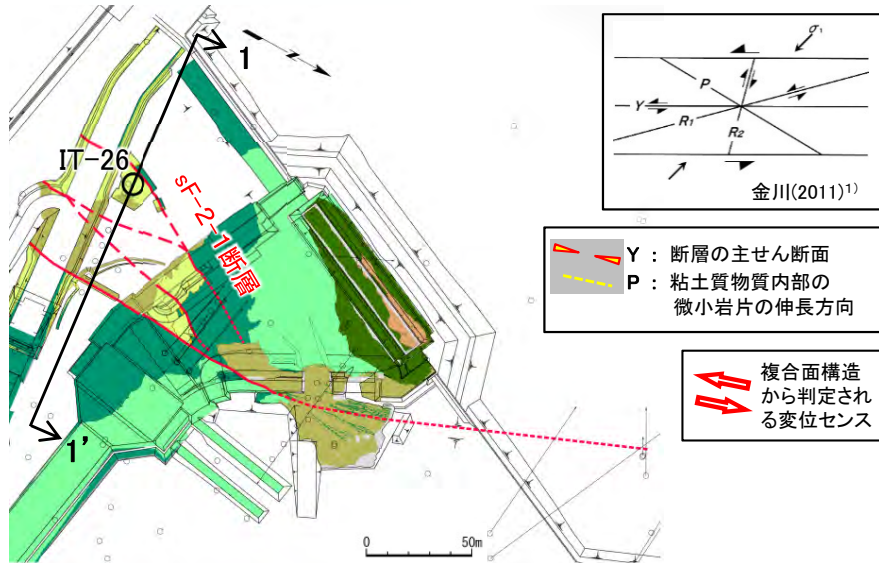 1
N
IT-26
sF-2-1断層
1'
0 50m
σ1
P
Y
R1
R2
金川(2011)1)
Y : 断層の主せん断面
P : 粘土質物質内部の
微小岩片の伸長方向
複合面構造
から判定され
る変位センス